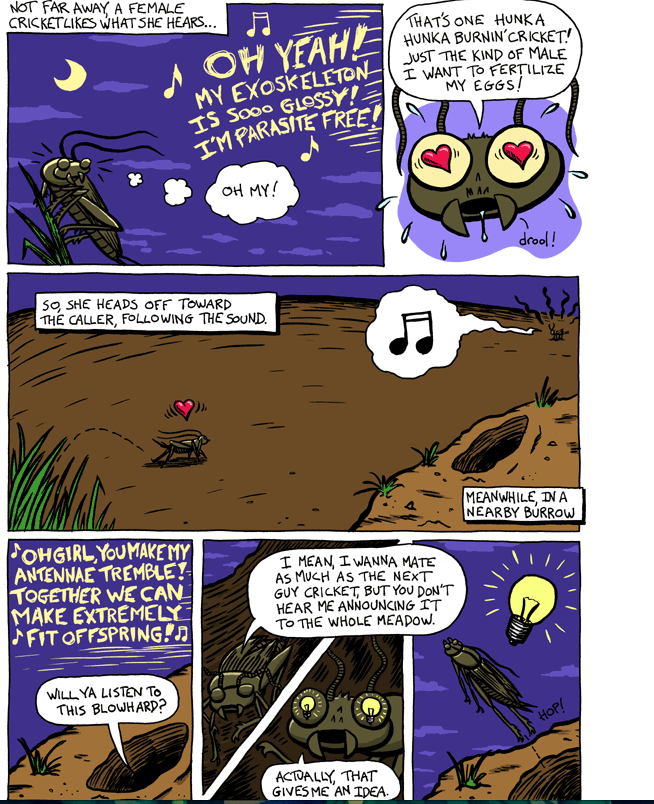 NOT FAR AWAY, A FEMALE
CRICKET LIKES WHAT SHE HEARS...
OH YEAH!
MY EXOSKELETON
IS SOOO GLOSSY!
I'M PARASITE FREE!
OH MY!
THAT'S ONE HUNKA
HUNKA BURNIN' CRICKET!
JUST THE KIND OF MALE
I WANT TO FERTILIZE
MY EGGS!
drool!
SO, SHE HEADS OFF TOWARD
THE CALLER, FOLLOWING THE SOUND.
MEANWHILE, IN A
NEARBY BURROW
OH GIRL, YOU MAKE MY
ANTENNAE TREMBLE!
TOGETHER WE CAN
MAKE EXTREMELY
FIT OFFSPRING!
WILL YA LISTEN TO
THIS BLOWHARD?
I MEAN, I WANNA MATE
AS MUCH AS THE NEXT
GUY CRICKET, BUT YOU DON'T
HEAR ME ANNOUNCING IT
TO THE WHOLE MEADOW.
ACTUALLY, THAT
GIVES ME AN IDEA.
HOP!